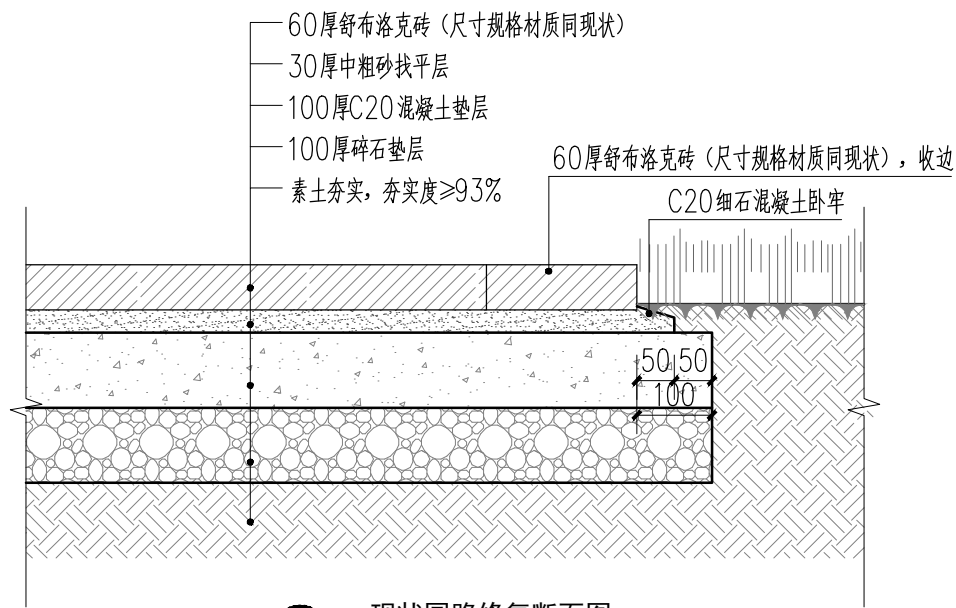 60厚舒布洛克砖（尺寸规格材质同现状）
30厚中粗砂找平层
100厚C20混凝土垫层
100厚碎石垫层
素土夯实，夯实度≥93%
60厚舒布洛克砖（尺寸规格材质同现状），收边
C20细石混凝土卧牢
50 50
100
现状园路修复断面图